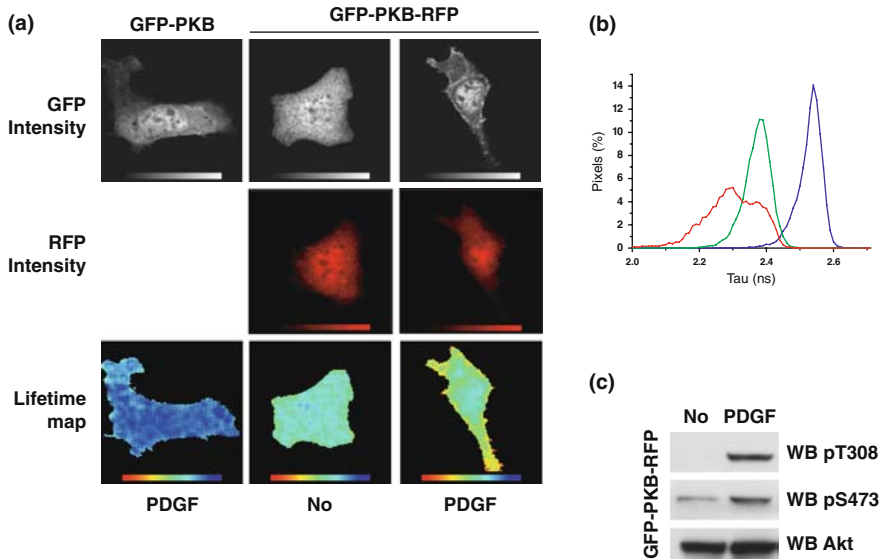 (a)
GFP-PKB
GFP-PKB-RFP
GFP
Intensity
RFP
Intensity
Lifetime
map
PDGF
No
PDGF
(b)
14
12
10
8
6
4
2
0
Pixels (%)
2.0
2.2
2.4
2.6
Tau (ns)
(c)
No
PDGF
GFP-PKB-RFP
WB pT308
WB pS473
WB Akt